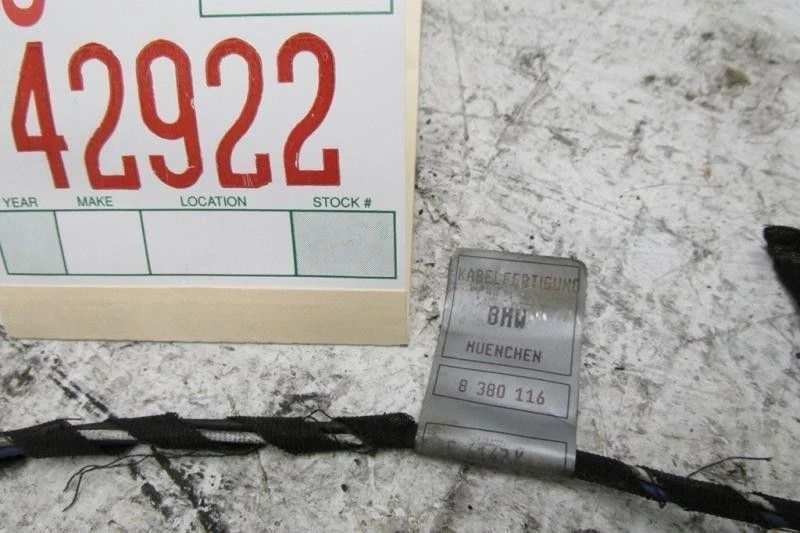 42922
YEAR MAKE LOCATION STOCK #
KABELFERTIGUNG
BMW
MUENCHEN
8 380 116